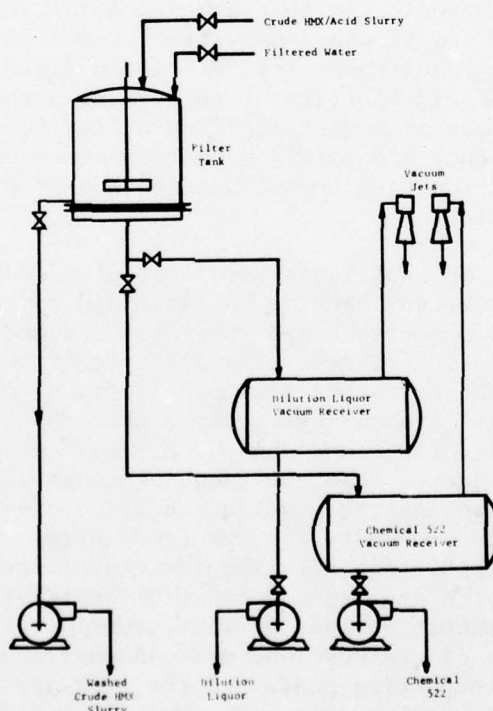 Crude HMX/Acid Slurry
Filtered Water
Filter
Tank
Vacuum
Jets
Dilution Liquor
Vacuum Receiver
Chemical 522
Vacuum Receiver
Washed
Crude HMX
Slurry
Dilution
Liquor
Chemical
522